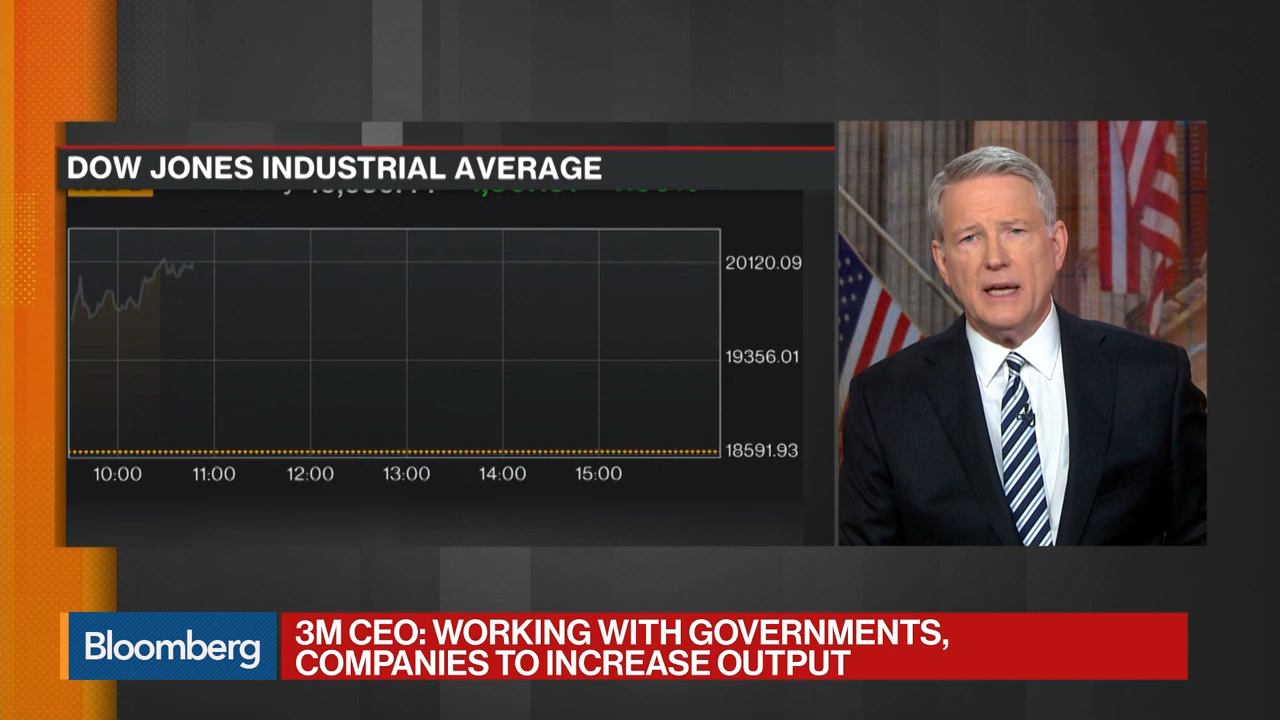 DOW JONES INDUSTRIAL AVERAGE
20120.09
19356.01
18591.93
10:00 11:00 12:00 13:00 14:00 15:00
Bloomberg
3M CEO: WORKING WITH GOVERNMENTS,
COMPANIES TO INCREASE OUTPUT